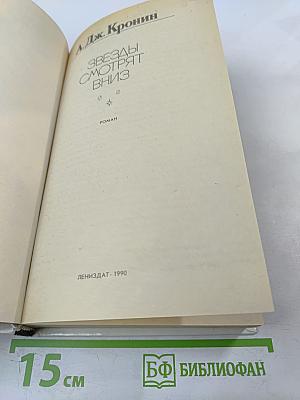 А. Дж. Кронин
ЗВЕЗДЫ
СМОТРЯТ
ВНИЗ
РОМАН
ЛЕНИЗДАТ · 1990
15 см
БФ БИБЛИОФАН